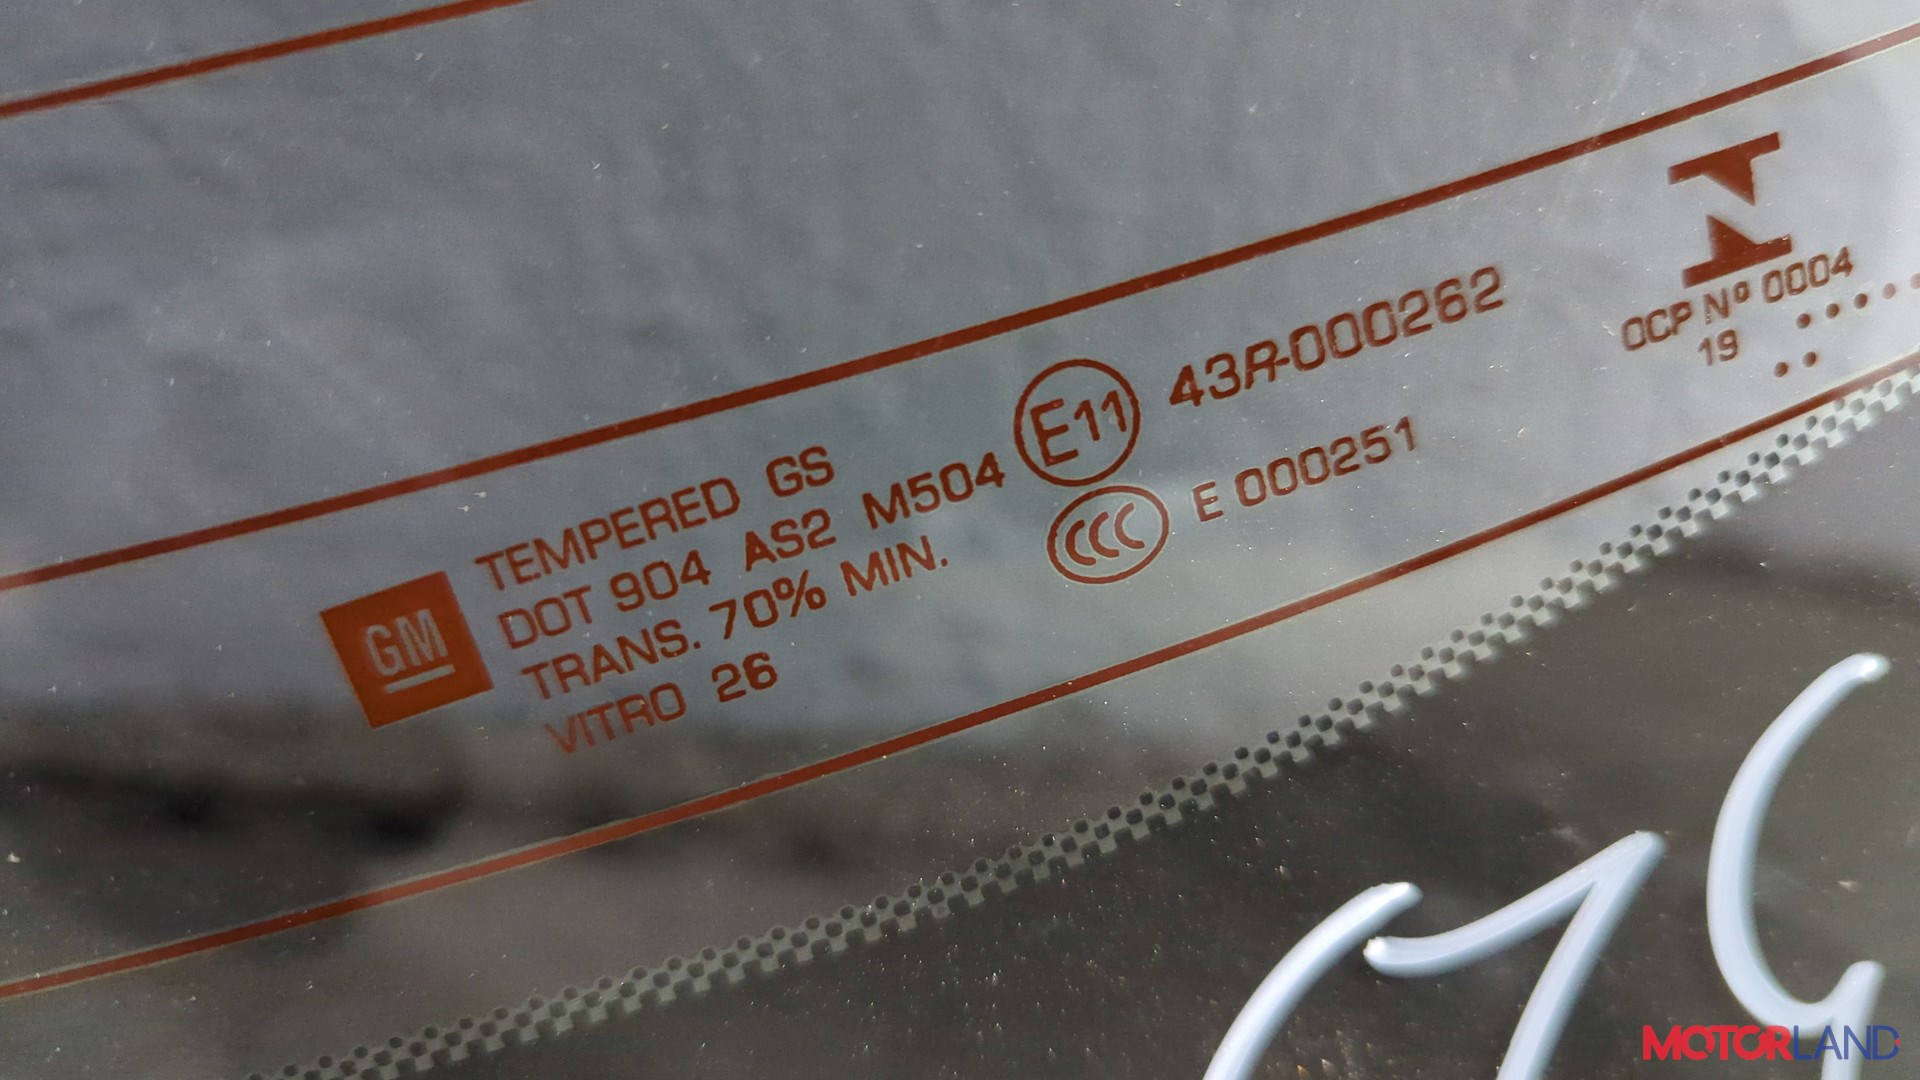 GM
TEMPERED GS
DOT 904 AS2 M504 E11 43R-000262
TRANS. 70% MIN. CCC E 000251
VITRO 26
OCP Nº 0004
19
MOTORLAND